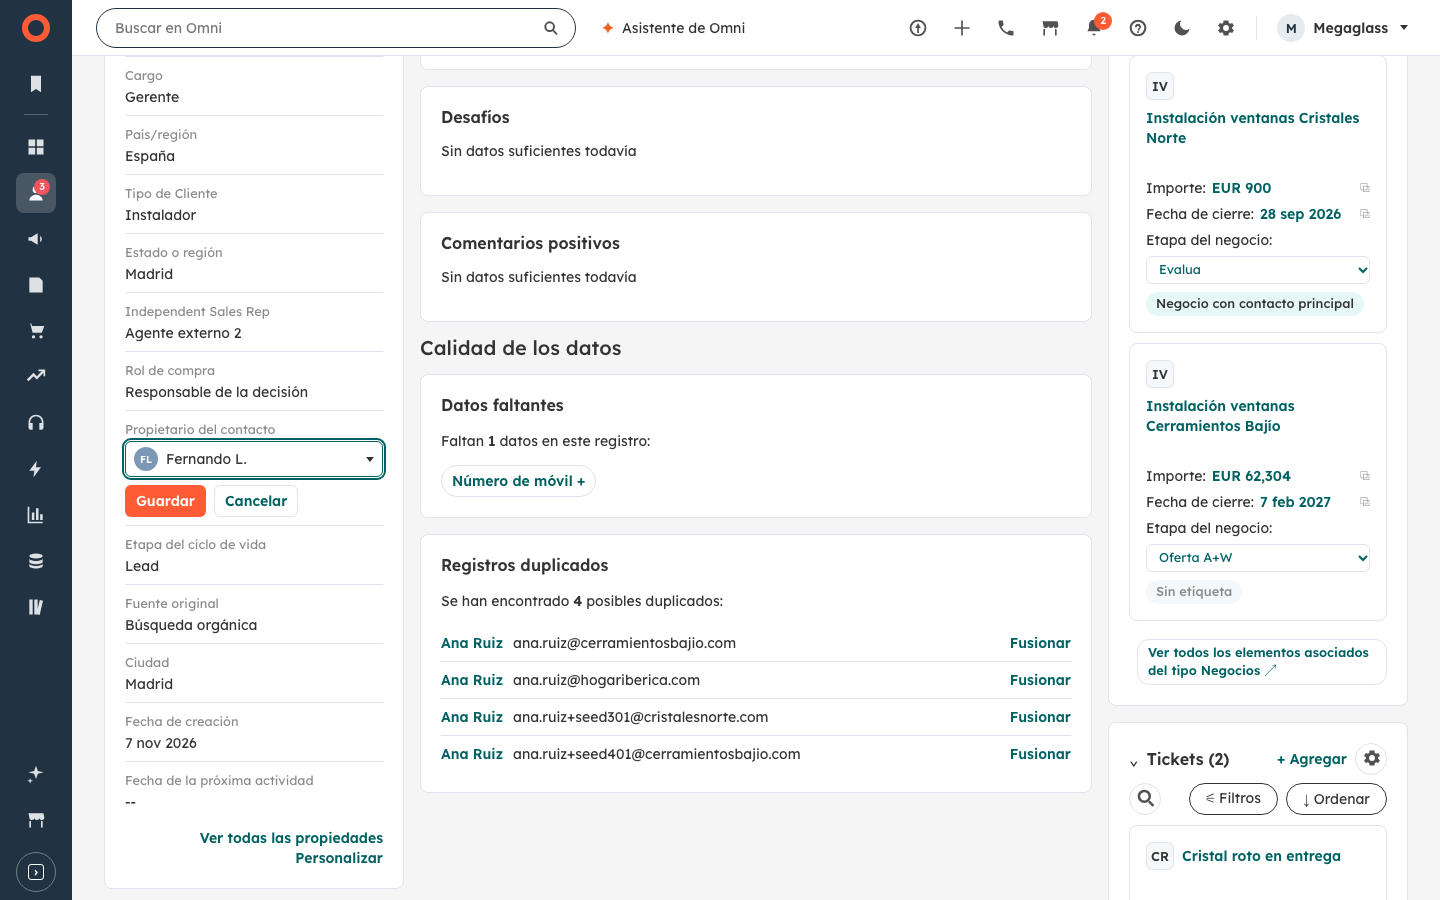 Buscar en Omni
Asistente de Omni
2
M
Megaglass
3
Cargo
Gerente
País/región
España
Tipo de Cliente
Instalador
Estado o región
Madrid
Independent Sales Rep
Agente externo 2
Rol de compra
Responsable de la decisión
Propietario del contacto
FL
Fernando L.
Guardar
Cancelar
Etapa del ciclo de vida
Lead
Fuente original
Búsqueda orgánica
Ciudad
Madrid
Fecha de creación
7 nov 2026
Fecha de la próxima actividad
--
Ver todas las propiedades
Personalizar
Desafíos
Sin datos suficientes todavía
Comentarios positivos
Sin datos suficientes todavía
Calidad de los datos
Datos faltantes
Faltan 1 datos en este registro:
Número de móvil +
Registros duplicados
Se han encontrado 4 posibles duplicados:
Ana Ruiz ana.ruiz@cerramientosbajio.com Fusionar
Ana Ruiz ana.ruiz@hogariberica.com Fusionar
Ana Ruiz ana.ruiz+seed301@cristalesnorte.com Fusionar
Ana Ruiz ana.ruiz+seed401@cerramientosbajio.com Fusionar
IV
Instalación ventanas Cristales
Norte
Importe: EUR 900
Fecha de cierre: 28 sep 2026
Etapa del negocio:
Evalua
Negocio con contacto principal
IV
Instalación ventanas
Cerramientos Bajío
Importe: EUR 62,304
Fecha de cierre: 7 feb 2027
Etapa del negocio:
Oferta A+W
Sin etiqueta
Ver todos los elementos asociados
del tipo Negocios ↗
Tickets (2)
+ Agregar
Filtros
↓ Ordenar
CR
Cristal roto en entrega